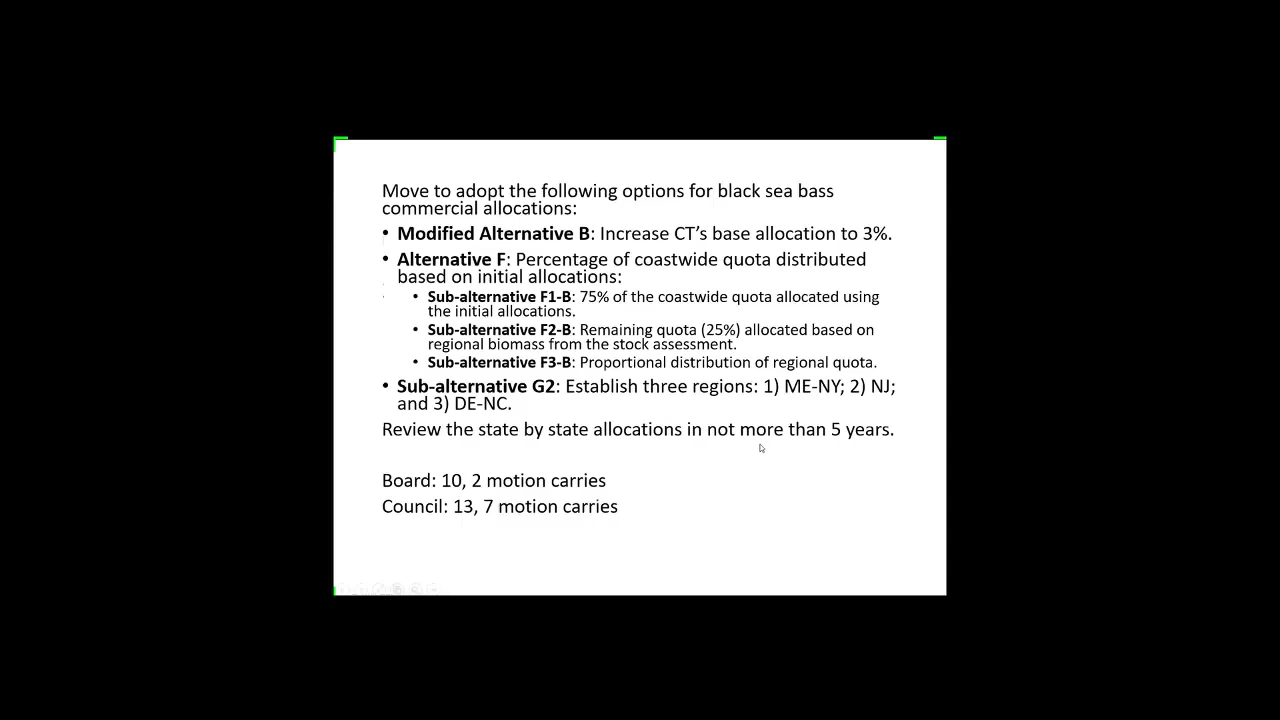 Move to adopt the following options for black sea bass
commercial allocations:
• Modified Alternative B: Increase CT’s base allocation to 3%.
• Alternative F: Percentage of coastwide quota distributed
based on initial allocations:
• Sub-alternative F1-B: 75% of the coastwide quota allocated using
the initial allocations.
• Sub-alternative F2-B: Remaining quota (25%) allocated based on
regional biomass from the stock assessment.
• Sub-alternative F3-B: Proportional distribution of regional quota.
• Sub-alternative G2: Establish three regions: 1) ME-NY; 2) NJ;
and 3) DE-NC.
Review the state by state allocations in not more than 5 years.
Board: 10, 2 motion carries
Council: 13, 7 motion carries